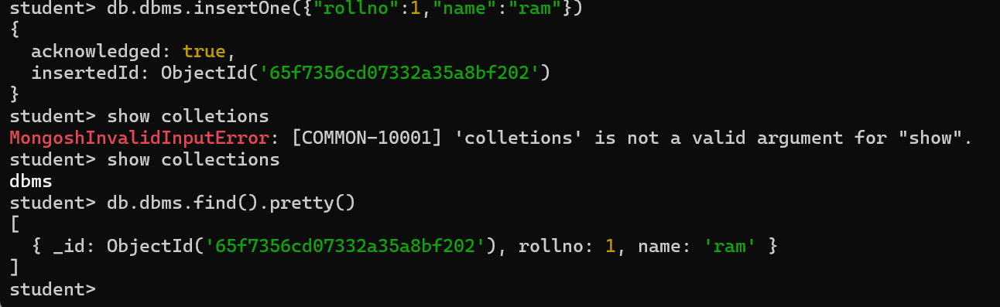 student> db.dbms.insertOne({"rollno":1,"name":"ram"})
{
  acknowledged: true,
  insertedId: ObjectId('65f7356cd07332a35a8bf202')
}
student> show colletions
MongoshInvalidInputError: [COMMON-10001] 'colletions' is not a valid argument for "show".
student> show collections
dbms
student> db.dbms.find().pretty()
[
  { _id: ObjectId('65f7356cd07332a35a8bf202'), rollno: 1, name: 'ram' }
]
student>